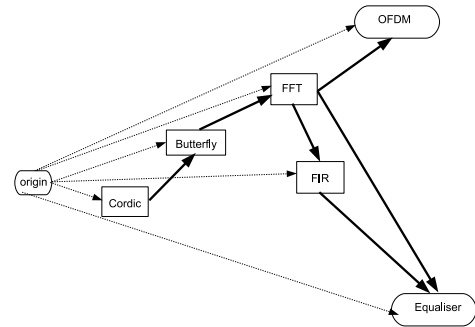 OFDM
FFT
Butterfly
origin
FIR
Cordic
Equaliser